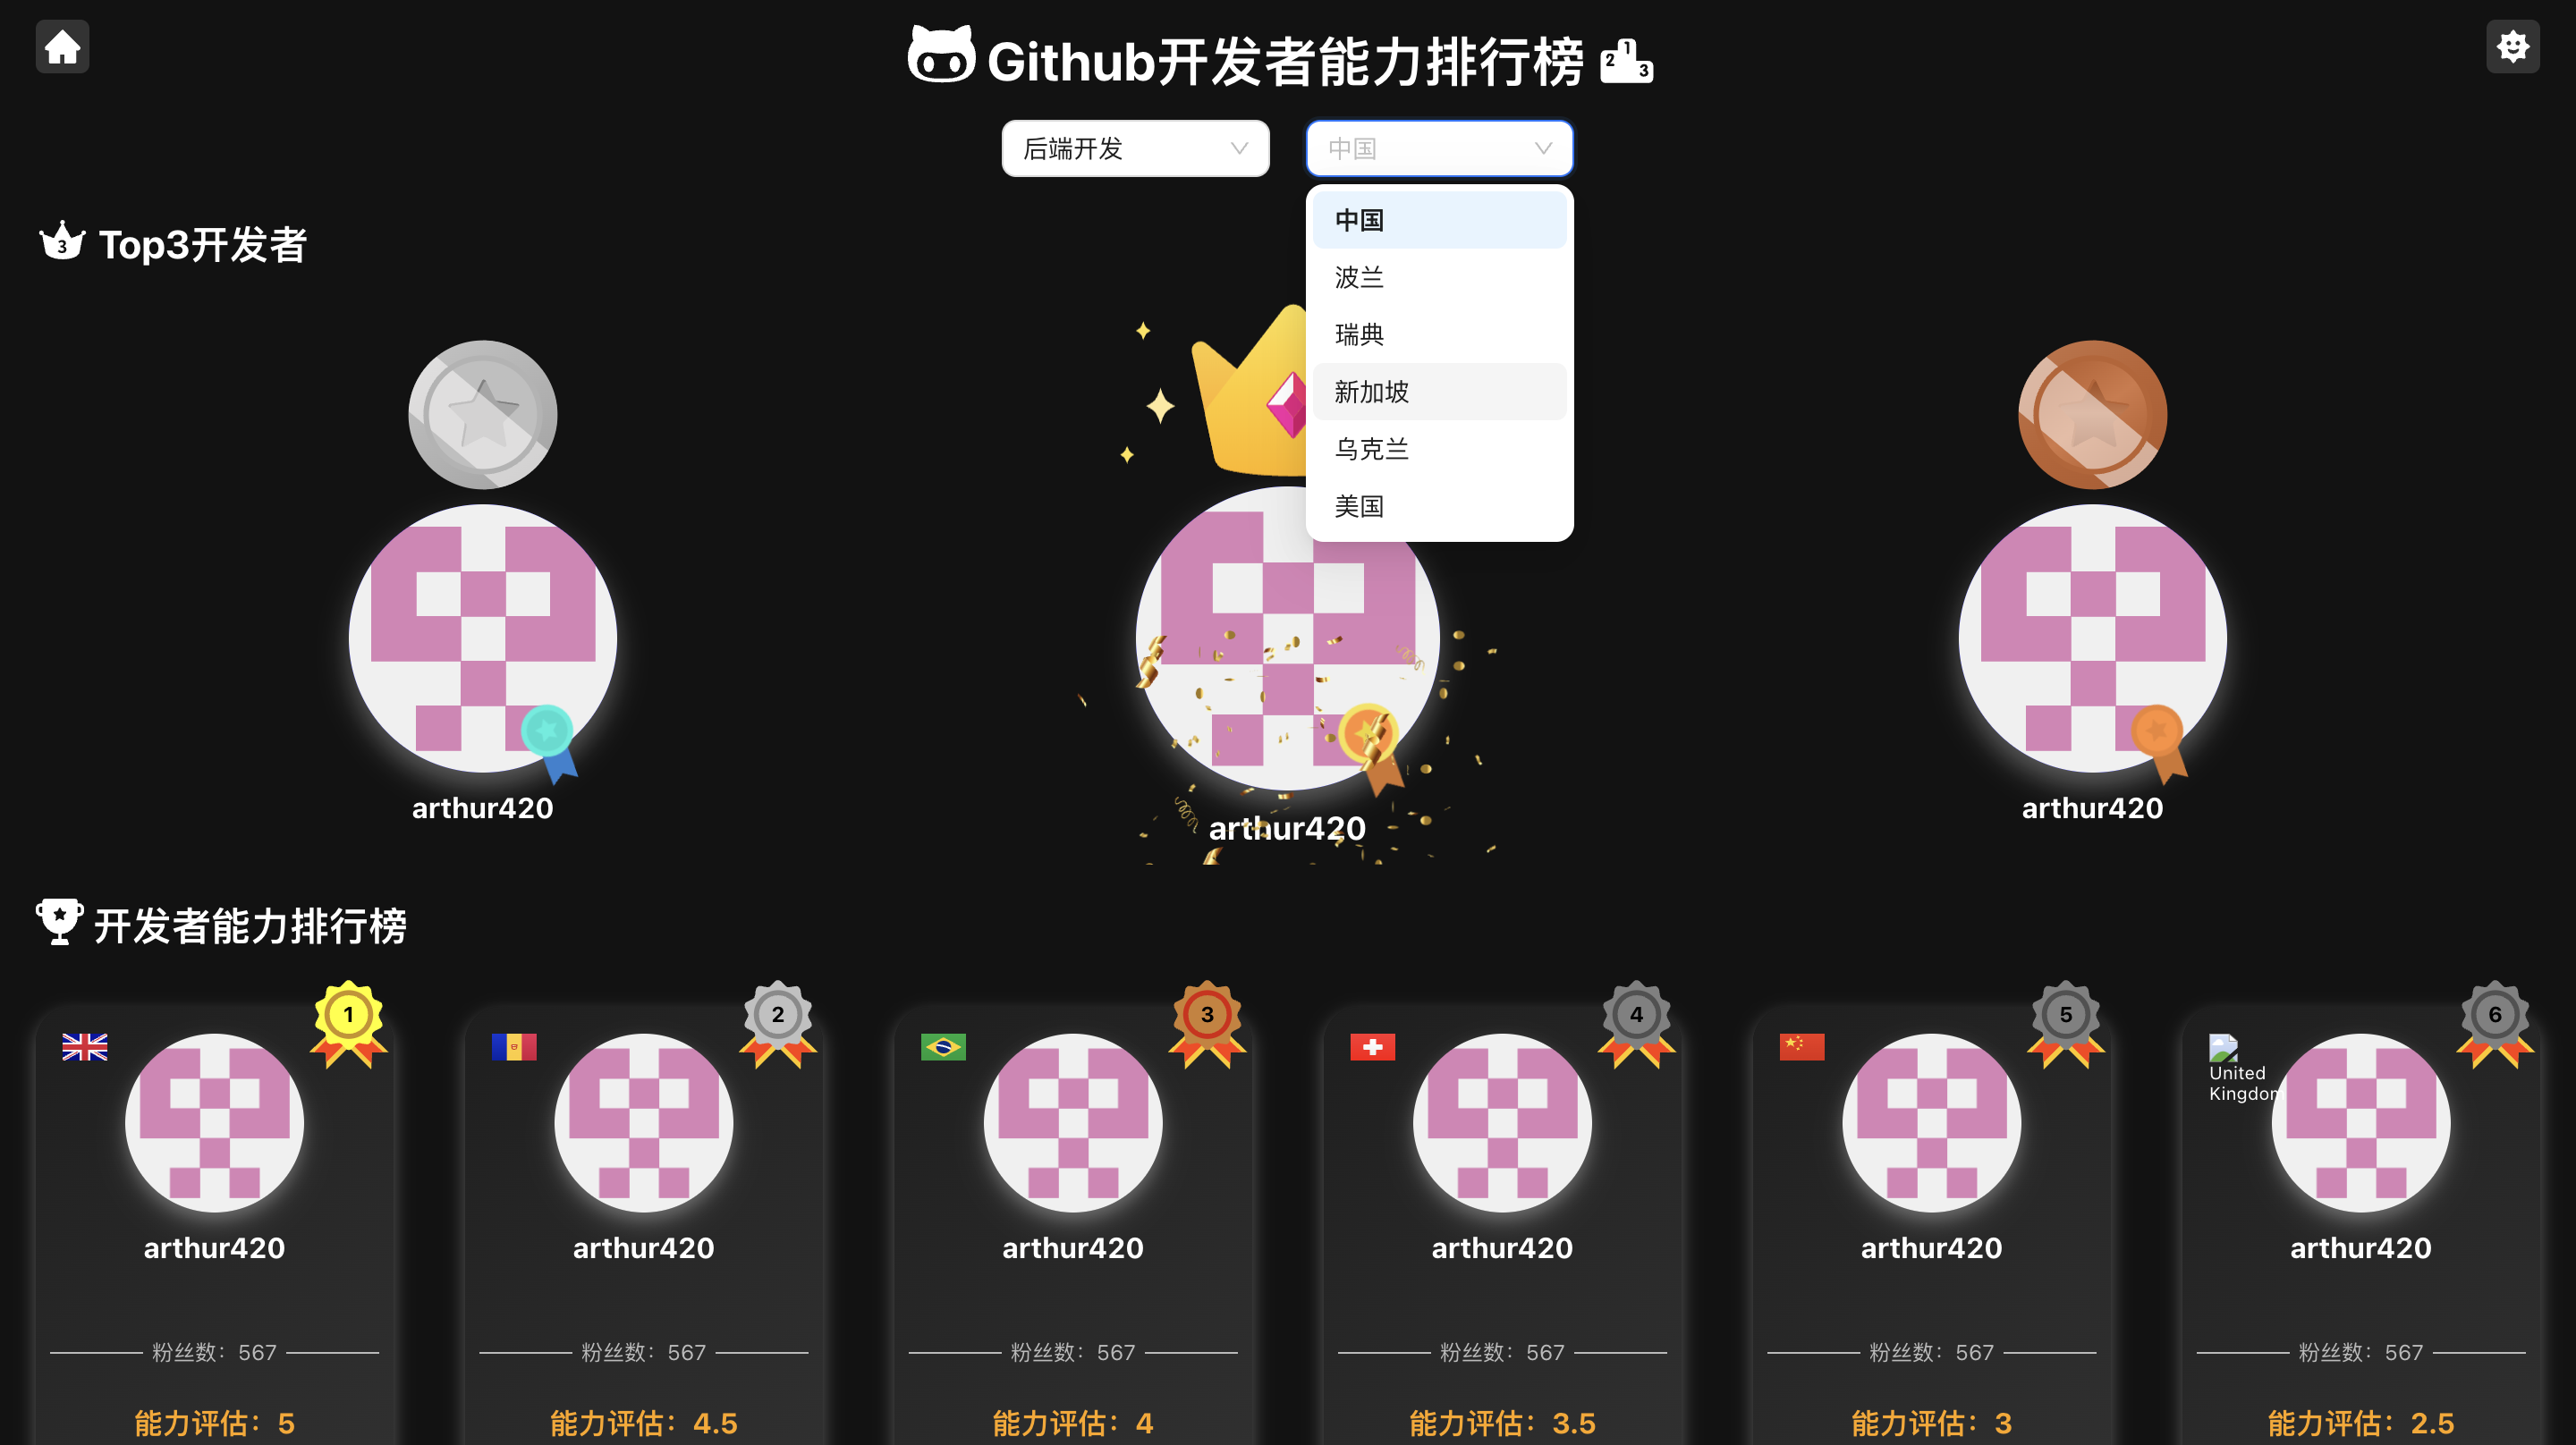 Github开发者能力排行榜
1
2
3
后端开发
中国
中国
波兰
瑞典
新加坡
乌克兰
美国
3
Top3开发者
arthur420
arthur420
arthur420
开发者能力排行榜
1
arthur420
粉丝数：567
能力评估：5
2
arthur420
粉丝数：567
能力评估：4.5
3
arthur420
粉丝数：567
能力评估：4
4
arthur420
粉丝数：567
能力评估：3.5
5
arthur420
粉丝数：567
能力评估：3
6
United
Kingdom
arthur420
粉丝数：567
能力评估：2.5